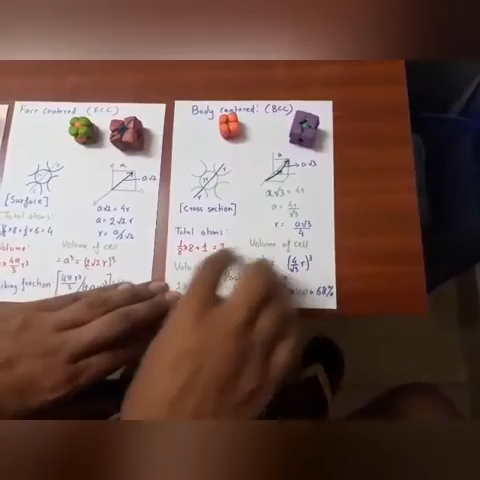 Face centered (FCC)
a
a√2
[Surface]
a√2 = 4r
a = 2√2 r
r = a/2√2
Total atoms:
1/8 x 8 + 1/2 x 6 = 4
Volume:
Volume of cell
= a³ = (2√2 r)³
fraction:
Body centered: (BCC)
a
a√3
[Cross section]
a√3 = 4r
a = 4r/√3
r = a√3/4
Total atoms:
1/8 x 8 + 1 = 2
Volume of cell
(4/√3 r)³
68%